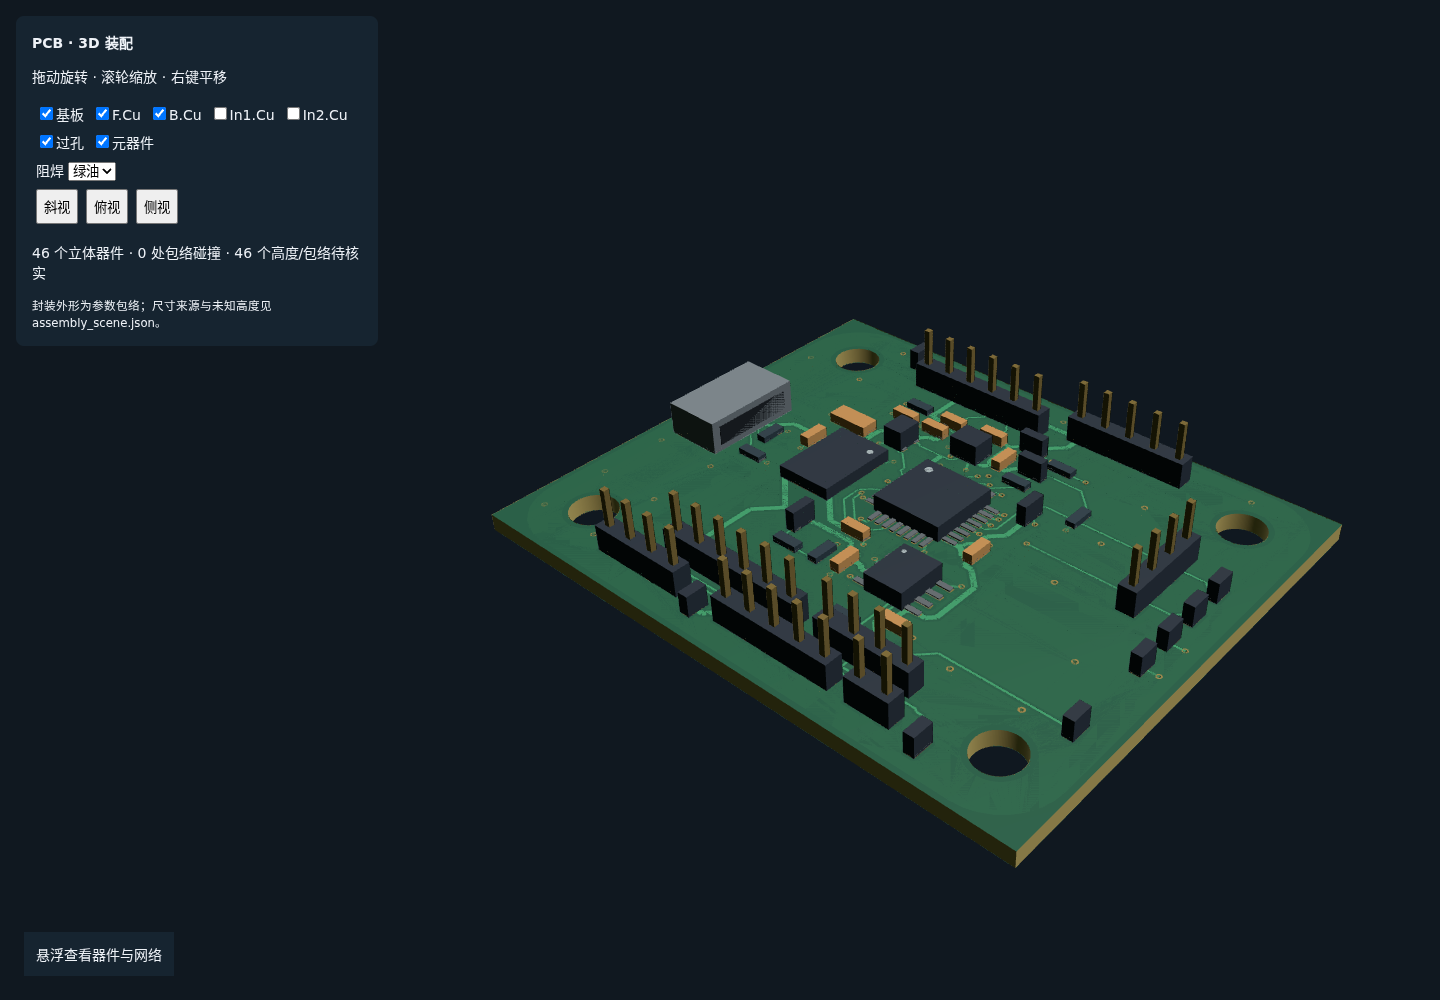 PCB · 3D 装配
拖动旋转 · 滚轮缩放 · 右键平移
基板 F.Cu B.Cu In1.Cu In2.Cu
过孔 元器件
阻焊 绿油
斜视 俯视 侧视
46 个立体器件 · 0 处包络碰撞 · 46 个高度/包络待核
实
封装外形为参数包络；尺寸来源与未知高度见
assembly_scene.json。
悬浮查看器件与网络